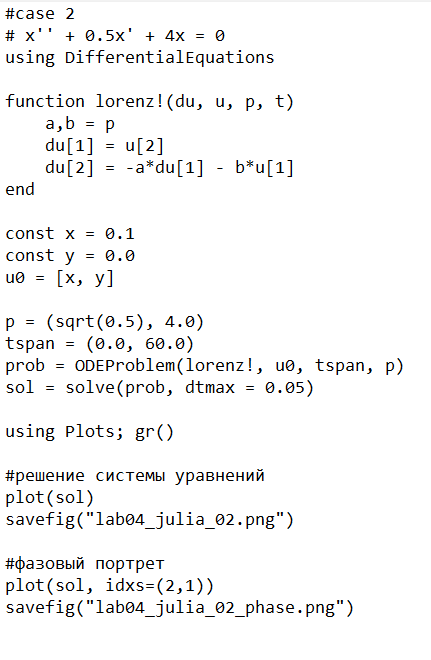 #case 2
# x'' + 0.5x' + 4x = 0
using DifferentialEquations

function lorenz!(du, u, p, t)
    a,b = p
    du[1] = u[2]
    du[2] = -a*du[1] - b*u[1]
end

const x = 0.1
const y = 0.0
u0 = [x, y]

p = (sqrt(0.5), 4.0)
tspan = (0.0, 60.0)
prob = ODEProblem(lorenz!, u0, tspan, p)
sol = solve(prob, dtmax = 0.05)

using Plots; gr()

#решение системы уравнений
plot(sol)
savefig("lab04_julia_02.png")

#фазовый портрет
plot(sol, idxs=(2,1))
savefig("lab04_julia_02_phase.png")